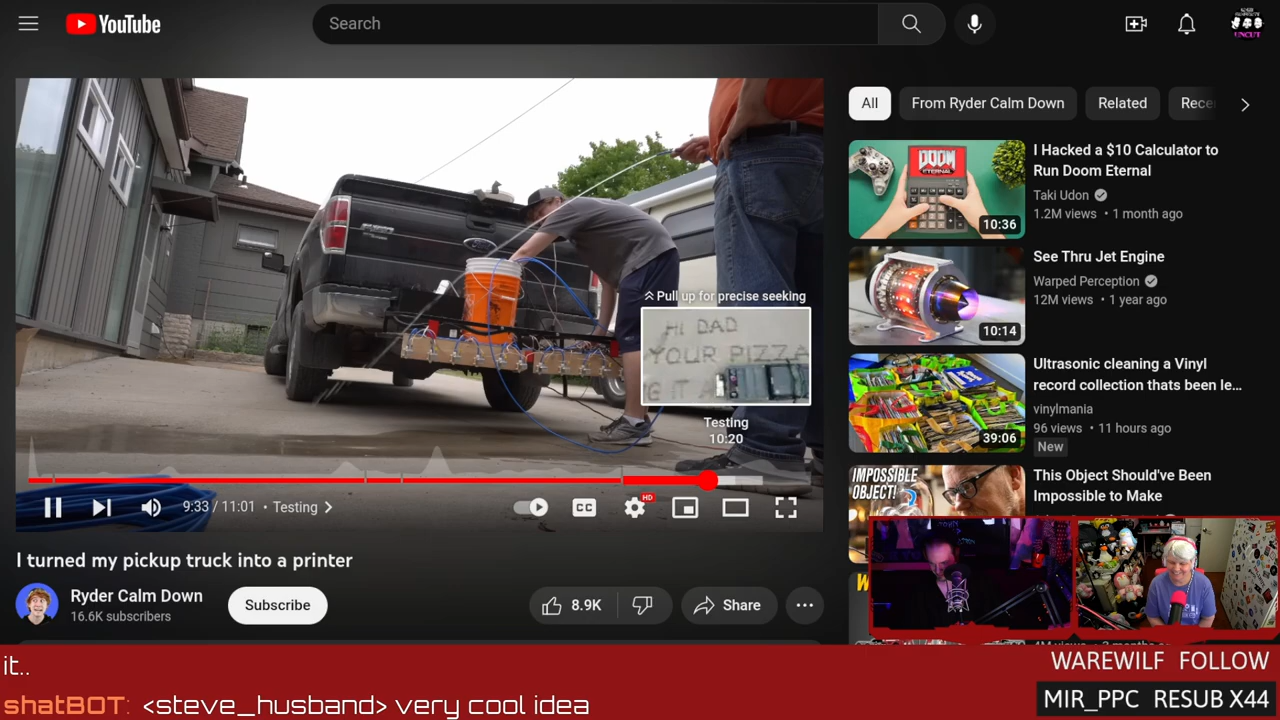 YouTube
Search
UNCUT
All
From Ryder Calm Down
Related
I Hacked a $10 Calculator to
Run Doom Eternal
Taki Udon
1.2M views • 1 month ago
DOOM
ETERNAL
10:36
See Thru Jet Engine
Warped Perception
12M views • 1 year ago
10:14
Ultrasonic cleaning a Vinyl
record collection thats been le...
vinylmania
96 views • 11 hours ago
New
39:06
This Object Should've Been
Impossible to Make
IMPOSSIBLE
OBJECT!
Pull up for precise seeking
HI DAD
YOUR PIZZA
Testing
10:20
9:33 / 11:01 • Testing
CC
HD
I turned my pickup truck into a printer
Ryder Calm Down
16.6K subscribers
Subscribe
8.9K
Share
it..
shatBOT: <steve_husband> very cool idea
WAREWILF FOLLOW
MIR_PPC RESUB X44